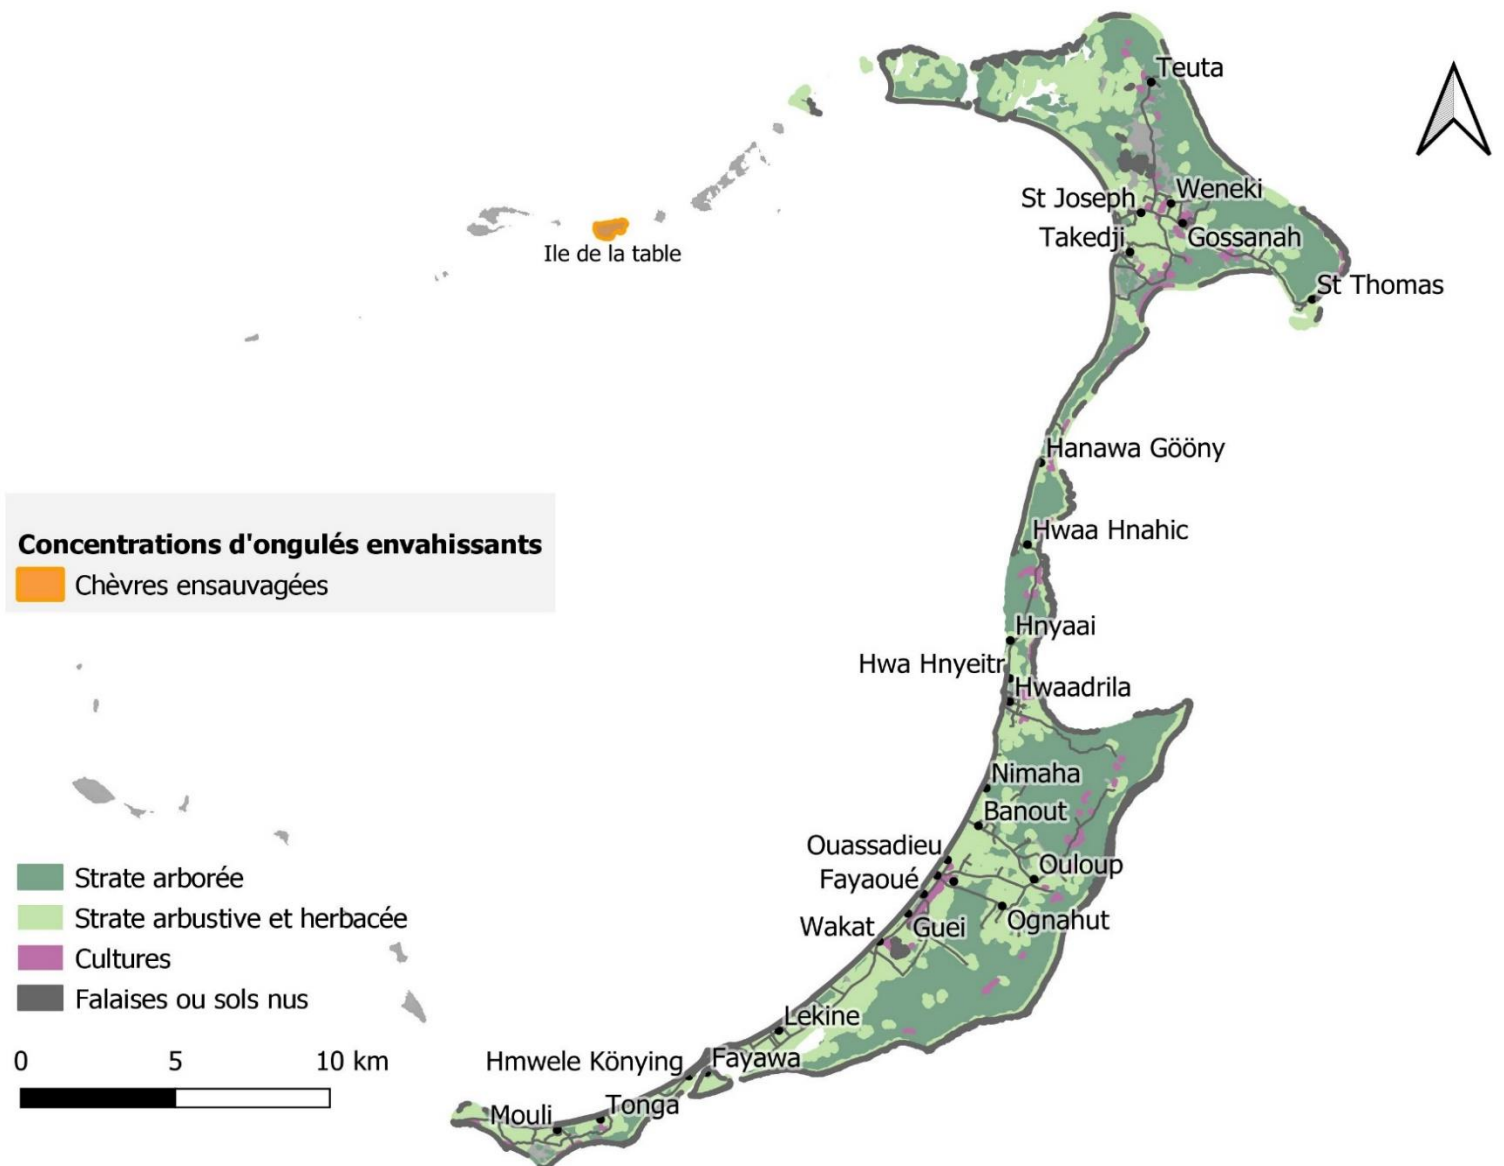 Teuta
Weneki
St Joseph
Gossanah
Takedji
Ile de la table
St Thomas
Hanawa Gööny
Hwaa Hnahic
Concentrations d'ongulés envahissants
Chèvres ensauvagées
Hnyaai
Hwa Hnyeitr
Hwaadrila
Nimaha
Banout
Ouassadieu
Ouloup
Fayaoué
Ognahut
Wakat
Guei
Strate arborée
Strate arbustive et herbacée
Cultures
Falaises ou sols nus
Lekine
0 5 10 km
Hmwele Könying
Fayawa
Mouli
Tonga